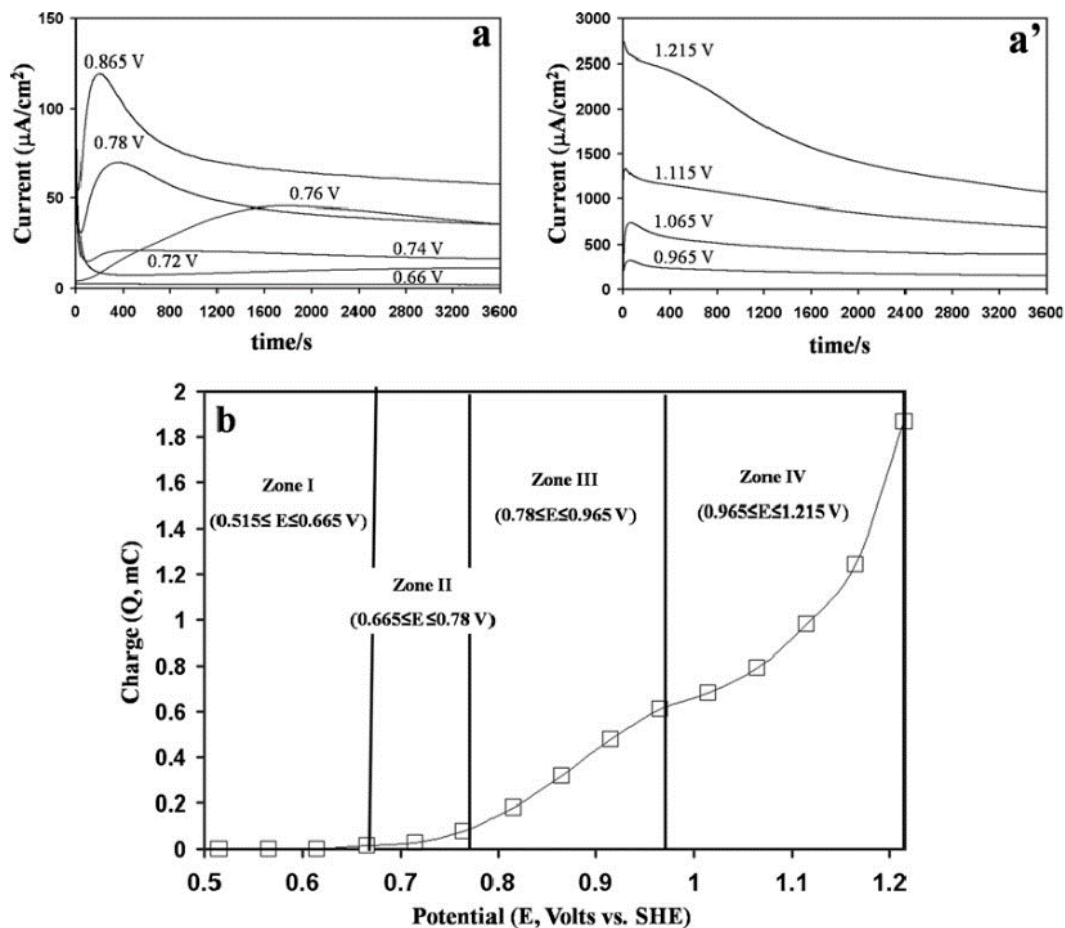 a
150
100
50
0
Current (μA/cm²)
0.865 V
0.78 V
0.76 V
0.74 V
0.72 V
0.66 V
0 400 800 1200 1600 2000 2400 2800 3200 3600
time/s
a’
3000
2500
2000
1500
1000
500
0
Current (μA/cm²)
1.215 V
1.115 V
1.065 V
0.965 V
0 400 800 1200 1600 2000 2400 2800 3200 3600
time/s
b
2
1.8
1.6
1.4
1.2
1
0.8
0.6
0.4
0.2
0
Charge (Q, mC)
Zone I
(0.515≤ E≤0.665 V)
Zone II
(0.665≤E≤0.78 V)
Zone III
(0.78≤E≤0.965 V)
Zone IV
(0.965≤E≤1.215 V)
0.5 0.6 0.7 0.8 0.9 1 1.1 1.2
Potential (E, Volts vs. SHE)